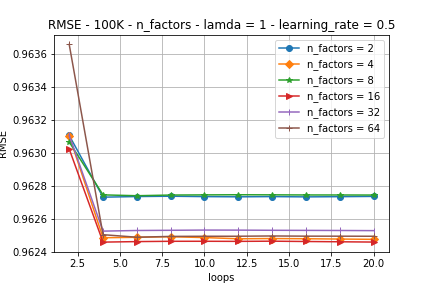 RMSE - 100K - n_factors - lamda = 1 - learning_rate = 0.5
n_factors = 2
n_factors = 4
n_factors = 8
n_factors = 16
n_factors = 32
n_factors = 64
RMSE
0.9636
0.9634
0.9632
0.9630
0.9628
0.9626
0.9624
2.5 5.0 7.5 10.0 12.5 15.0 17.5 20.0
loops